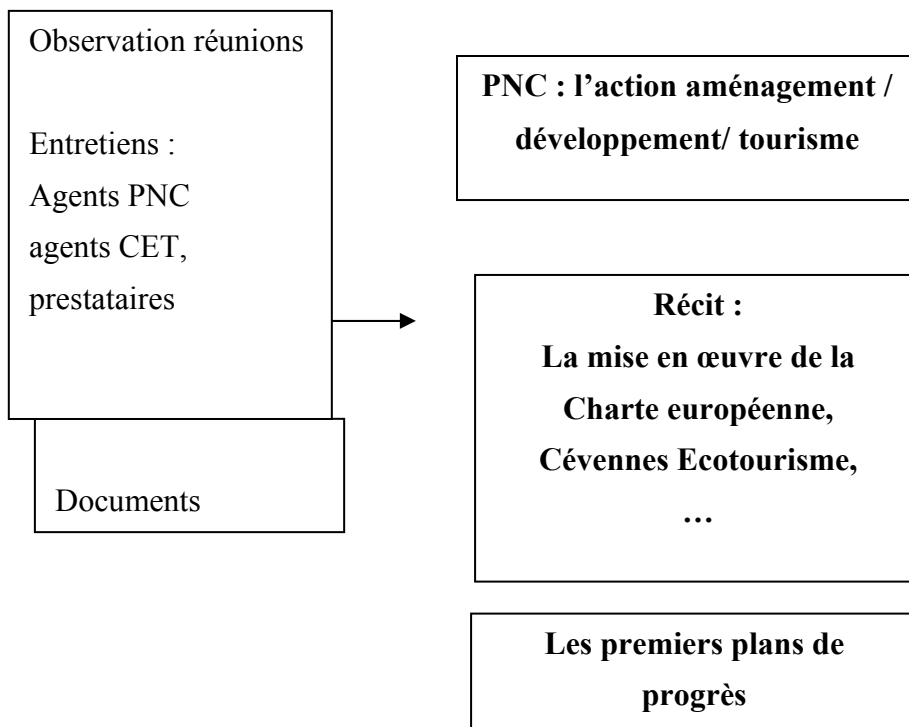 Observation réunions
Entretiens :
Agents PNC
agents CET,
prestataires
Documents
PNC : l’action aménagement /
développement/ tourisme
Récit :
La mise en œuvre de la
Charte européenne,
Cévennes Ecotourisme,
…
Les premiers plans de
progrès